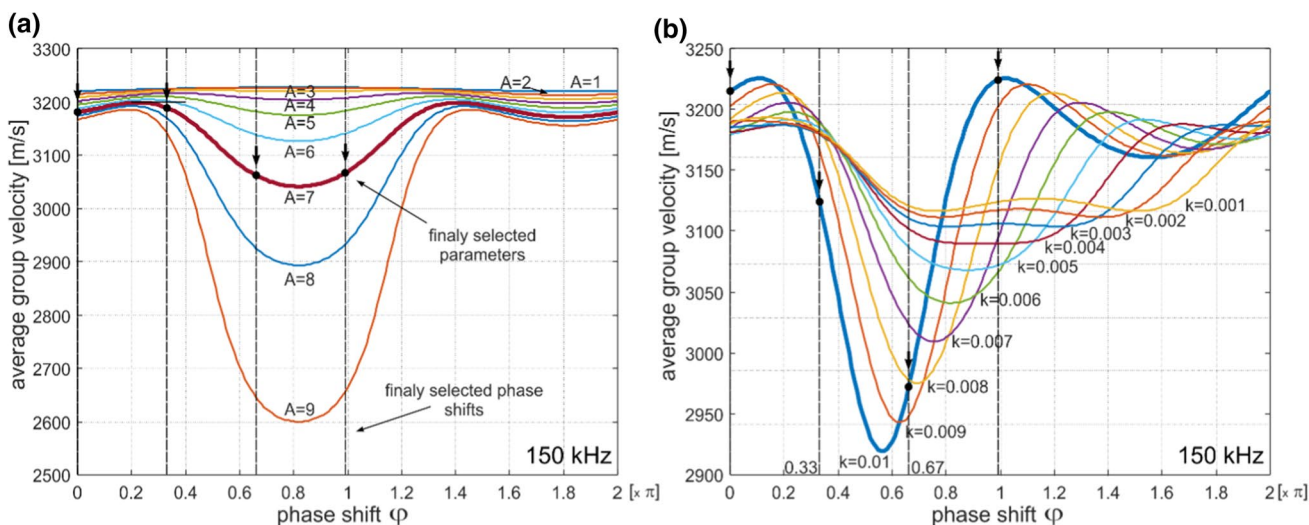 (a)
3300
3200
3100
3000
2900
2800
2700
2600
2500
average group velocity [m/s]
A=2
A=1
A=3
A=4
A=5
A=6
A=7
A=8
A=9
finaly selected
parameters
finaly selected phase
shifts
150 kHz
0 0.2 0.4 0.6 0.8 1 1.2 1.4 1.6 1.8 2 [× π]
phase shift φ
(b)
3250
3200
3150
3100
3050
3000
2950
2900
average group velocity [m/s]
k=0.001
k=0.002
k=0.003
k=0.004
k=0.005
k=0.006
k=0.007
k=0.008
k=0.009
k=0.01
0.33
0.67
150 kHz
0 0.2 0.4 0.6 0.8 1 1.2 1.4 1.6 1.8 2 [× π]
phase shift φ